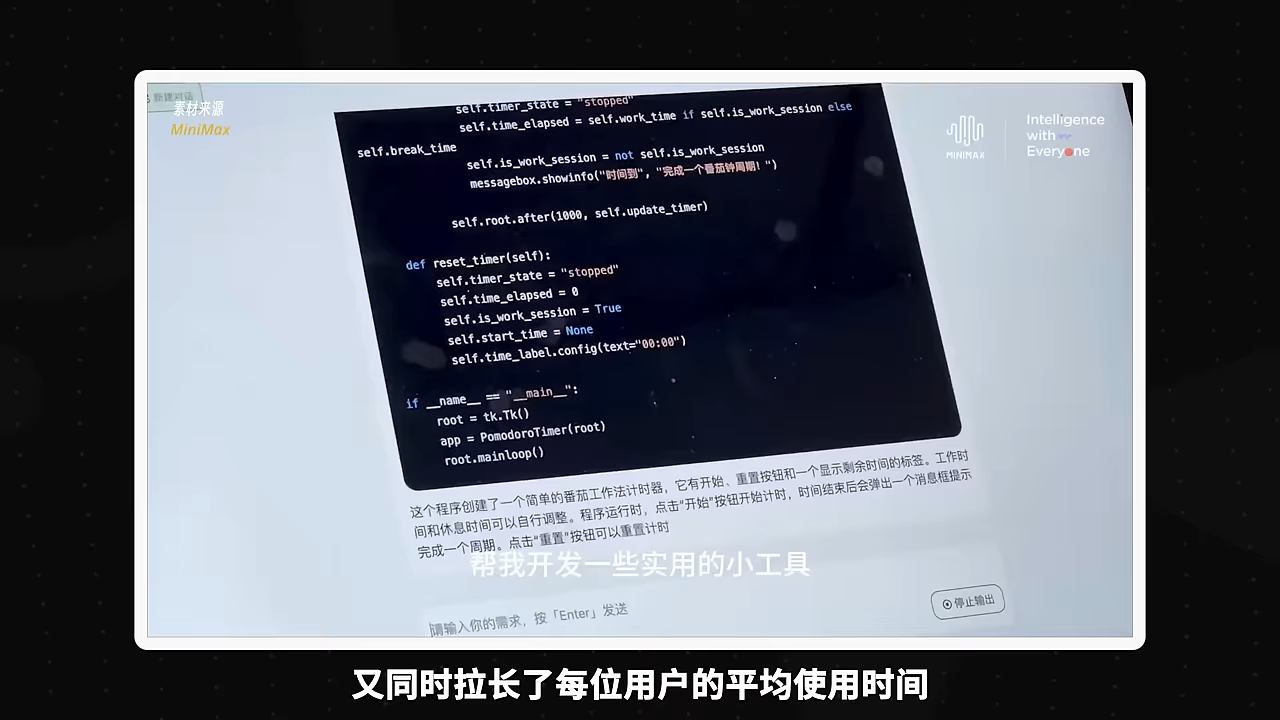 新建对话
素材来源
MiniMax
MINIMAX
Intelligence
with
Everyone
self.timer_state = "stopped"
self.time_elapsed = self.work_time if self.is_work_session else
self.break_time
self.is_work_session = not self.is_work_session
messagebox.showinfo("时间到", "完成一个番茄钟周期! ")
self.root.after(1000, self.update_timer)
def reset_timer(self):
self.timer_state = "stopped"
self.time_elapsed = 0
self.is_work_session = True
self.start_time = None
self.time_label.config(text="00:00")
if __name__ == "__main__":
root = tk.Tk()
app = PomodoroTimer(root)
root.mainloop()
这个程序创建了一个简单的番茄工作法计时器，它有开始、重置按钮和一个显示剩余时间的标签。工作时
间和休息时间可以自行调整。程序运行时，点击“开始”按钮开始计时，时间结束后会弹出一个消息框提示
完成一个周期。点击“重置”按钮可以重置计时
帮我开发一些实用的小工具
请输入你的需求，按「Enter」发送
停止输出
又同时拉长了每位用户的平均使用时间